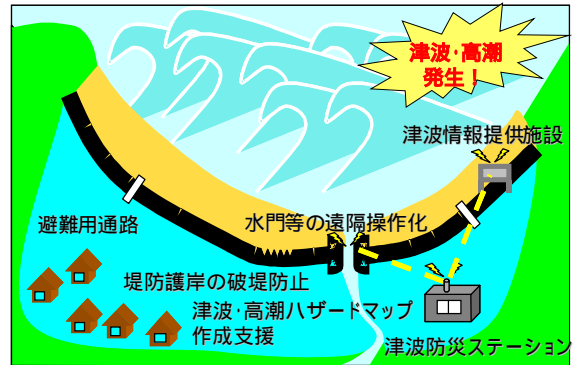 津波・高潮
発生！
津波情報提供施設
避難用通路
水門等の遠隔操作化
堤防護岸の破堤防止
津波・高潮ハザードマップ
作成支援
津波防災ステーション